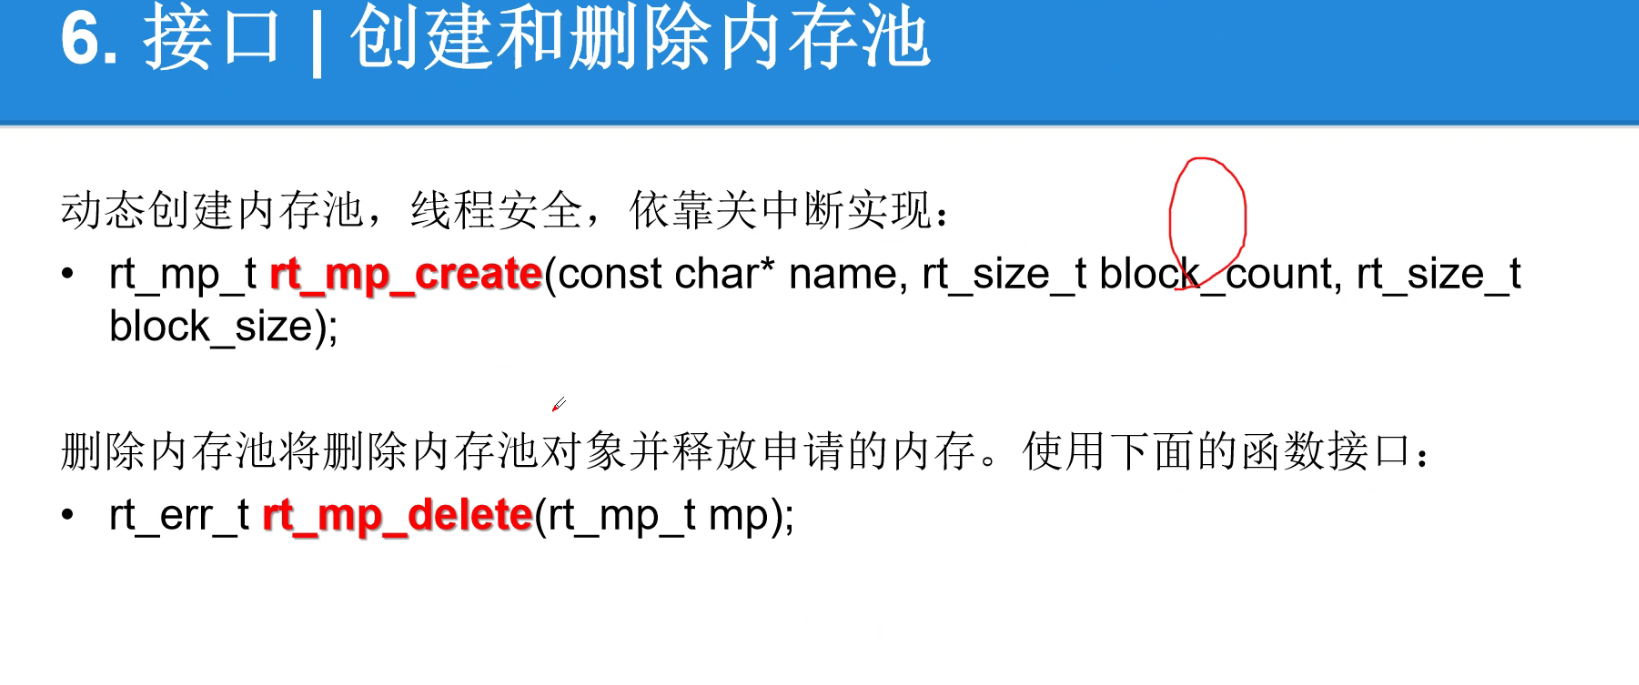 6. 接口 | 创建和删除内存池
动态创建内存池，线程安全，依靠关中断实现：
• rt_mp_t rt_mp_create(const char* name, rt_size_t block_count, rt_size_t
block_size);
删除内存池将删除内存池对象并释放申请的内存。使用下面的函数接口：
• rt_err_t rt_mp_delete(rt_mp_t mp);